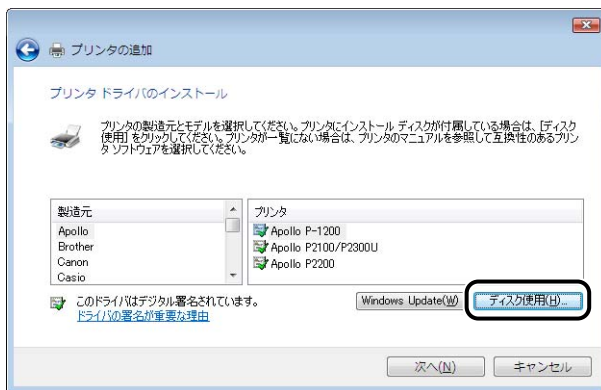 プリンタの追加
プリンタ ドライバのインストール
プリンタの製造元とモデルを選択してください。プリンタにインストール ディスクが付属している場合は、[ディスク
使用] をクリックしてください。プリンタが一覧にない場合は、プリンタのマニュアルを参照して互換性のあるプリン
タ ソフトウェアを選択してください。
製造元
Apollo
Brother
Canon
Casio
プリンタ
Apollo P-1200
Apollo P2100/P2300U
Apollo P2200
このドライバはデジタル署名されています。
ドライバの署名が重要な理由
Windows Update(W)
ディスク使用(H)...
次へ(N)
キャンセル